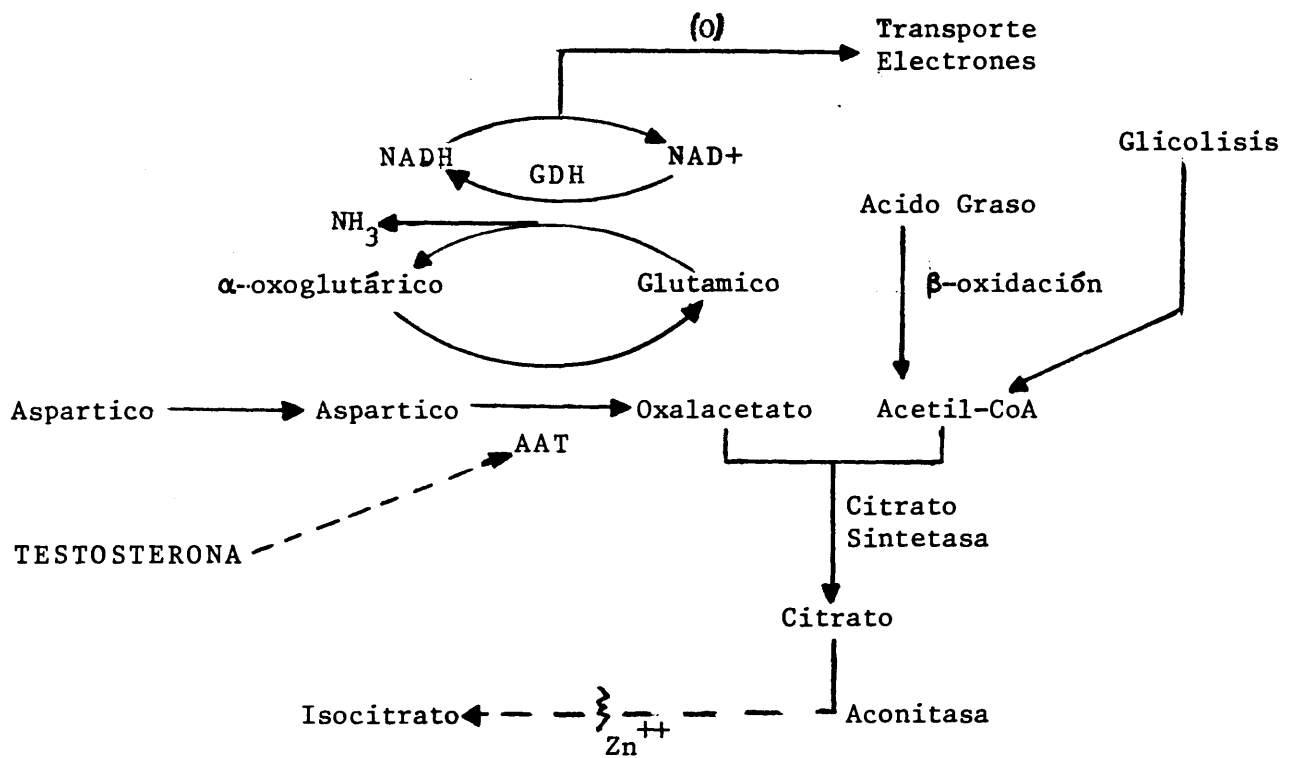 (O)
Transporte
Electrones
Glicolisis
NADH
NAD+
GDH
Acido Graso
NH3
α-oxoglutárico
Glutamico
β-oxidación
Aspartico
Aspartico
Oxalacetato
Acetil-CoA
AAT
TESTOSTERONA
Citrato
Sintetasa
Citrato
Isocitrato
Aconitasa
Zn++